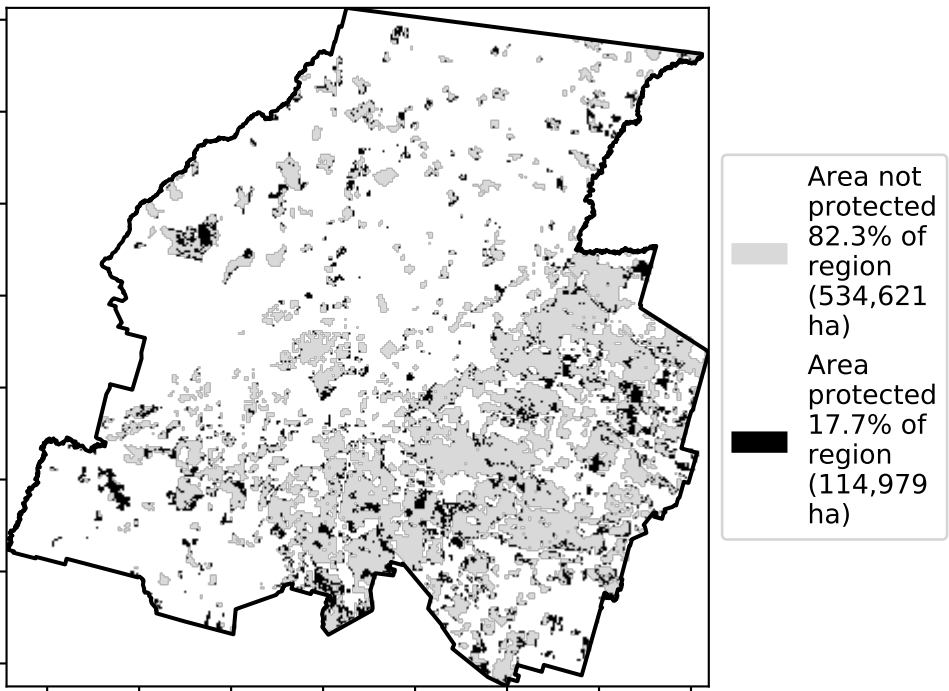 Area not
protected
82.3% of
region
(534,621
ha)
Area
protected
17.7% of
region
(114,979
ha)